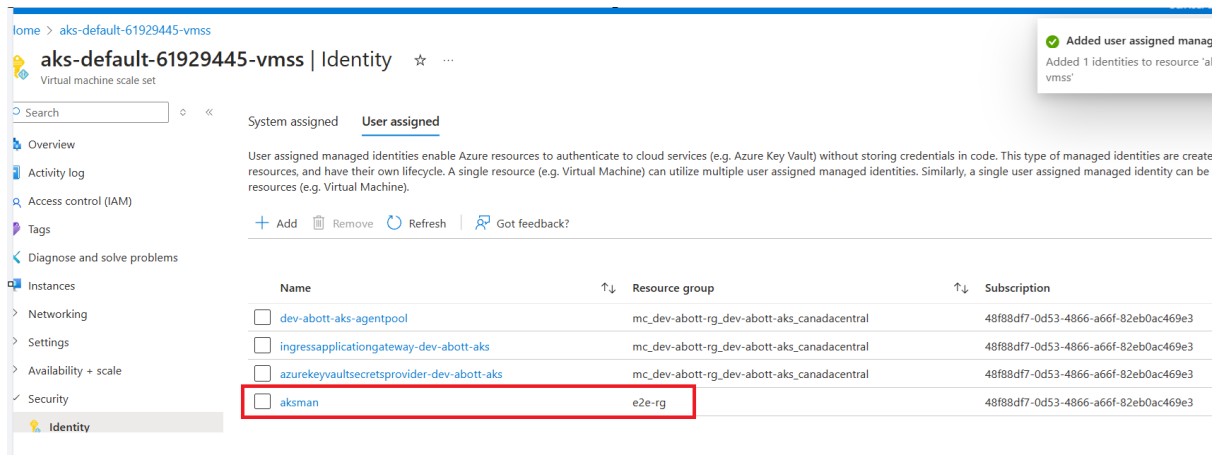 Home > aks-default-61929445-vmss
aks-default-61929445-vmss | Identity
Virtual machine scale set
Added user assigned manag
Added 1 identities to resource 'a
vmss'
Search
Overview
Activity log
Access control (IAM)
Tags
Diagnose and solve problems
Instances
Networking
Settings
Availability + scale
Security
Identity
System assigned User assigned
User assigned managed identities enable Azure resources to authenticate to cloud services (e.g. Azure Key Vault) without storing credentials in code. This type of managed identities are create
resources, and have their own lifecycle. A single resource (e.g. Virtual Machine) can utilize multiple user assigned managed identities. Similarly, a single user assigned managed identity can be
resources (e.g. Virtual Machine).
Add Remove Refresh Got feedback?
Name Resource group Subscription
dev-abott-aks-agentpool mc_dev-abott-rg_dev-abott-aks_canadacentral 48f88df7-0d53-4866-a66f-82eb0ac469e3
ingressapplicationgateway-dev-abott-aks mc_dev-abott-rg_dev-abott-aks_canadacentral 48f88df7-0d53-4866-a66f-82eb0ac469e3
azurekeyvaultsecretsprovider-dev-abott-aks mc_dev-abott-rg_dev-abott-aks_canadacentral 48f88df7-0d53-4866-a66f-82eb0ac469e3
aksman e2e-rg 48f88df7-0d53-4866-a66f-82eb0ac469e3